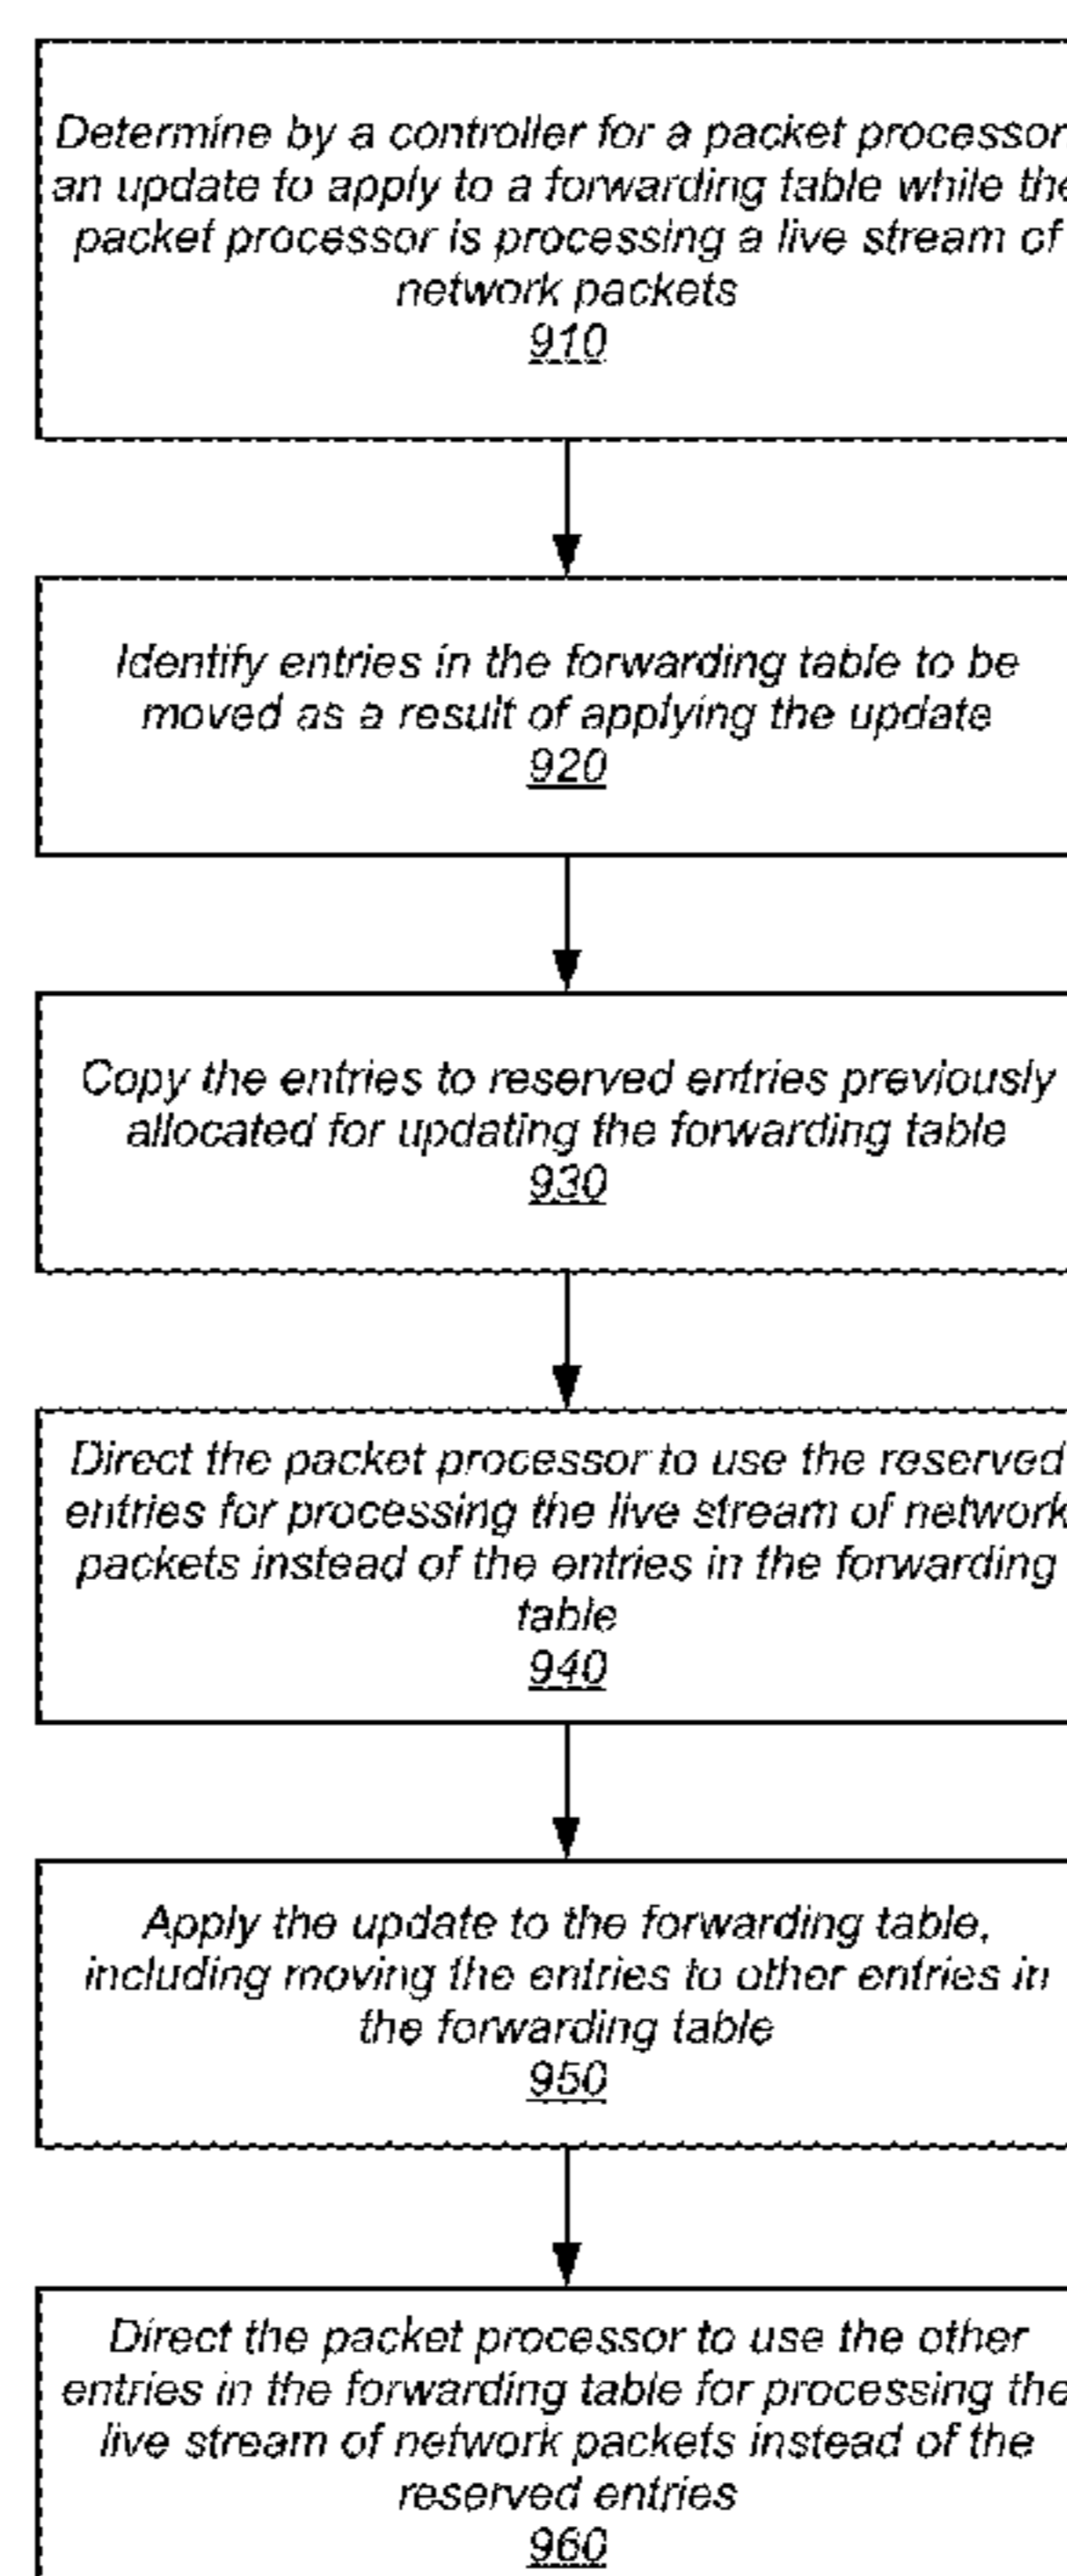 Determine by a controller for a packet processor
an update to apply to a forwarding table while the
packet processor is processing a live stream of
network packets
910
Identify entries in the forwarding table to be
moved as a result of applying the update
920
Copy the entries to reserved entries previously
allocated for updating the forwarding table
930
Direct the packet processor to use the reserved
entries for processing the live stream of network
packets instead of the entries in the forwarding
table
940
Apply the update to the forwarding table,
including moving the entries to other entries in
the forwarding table
950
Direct the packet processor to use the other
entries in the forwarding table for processing the
live stream of network packets instead of the
reserved entries
960